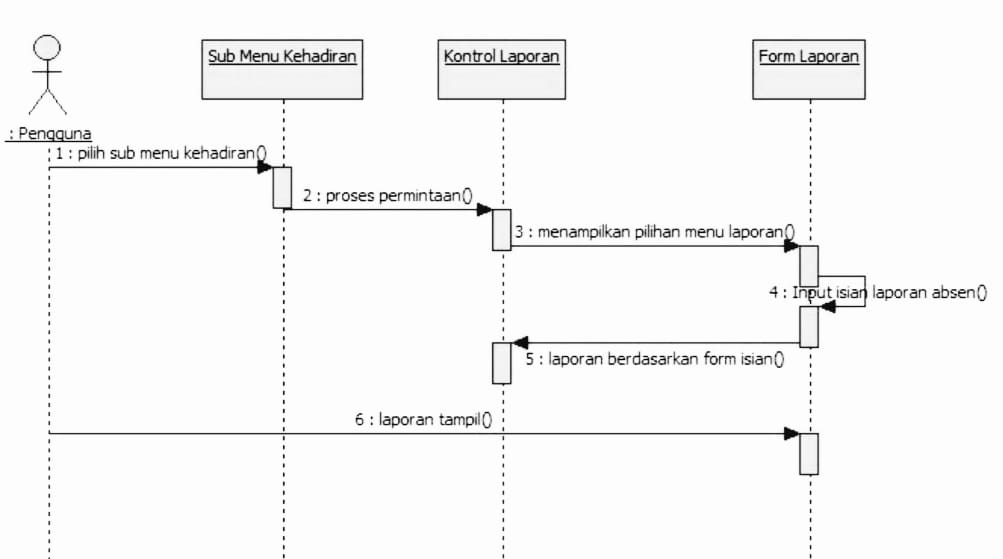 Sub Menu Kehadiran
Kontrol Laporan
Form Laporan
: Pengguna
1 : pilih sub menu kehadiran()
2 : proses permintaan()
3 : menampilkan pilihan menu laporan()
4 : Input isian laporan absen()
5 : laporan berdasarkan form isian()
6 : laporan tampil()